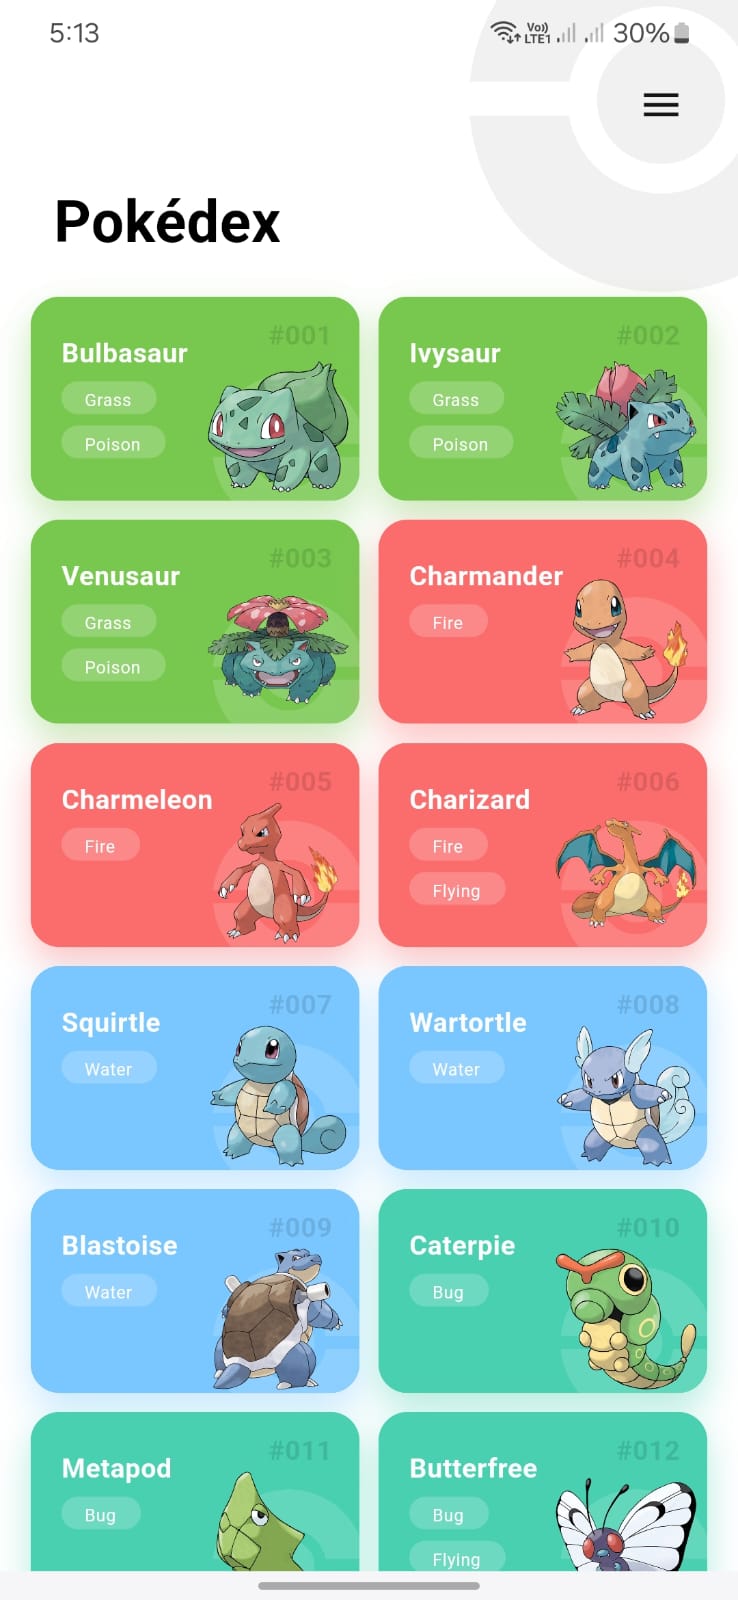 5:13
Vo))
LTE1
30%
Pokédex
#001
Bulbasaur
Grass
Poison
#002
Ivysaur
Grass
Poison
#003
Venusaur
Grass
Poison
#004
Charmander
Fire
#005
Charmeleon
Fire
#006
Charizard
Fire
Flying
#007
Squirtle
Water
#008
Wartortle
Water
#009
Blastoise
Water
#010
Caterpie
Bug
#011
Metapod
Bug
#012
Butterfree
Bug
Flying